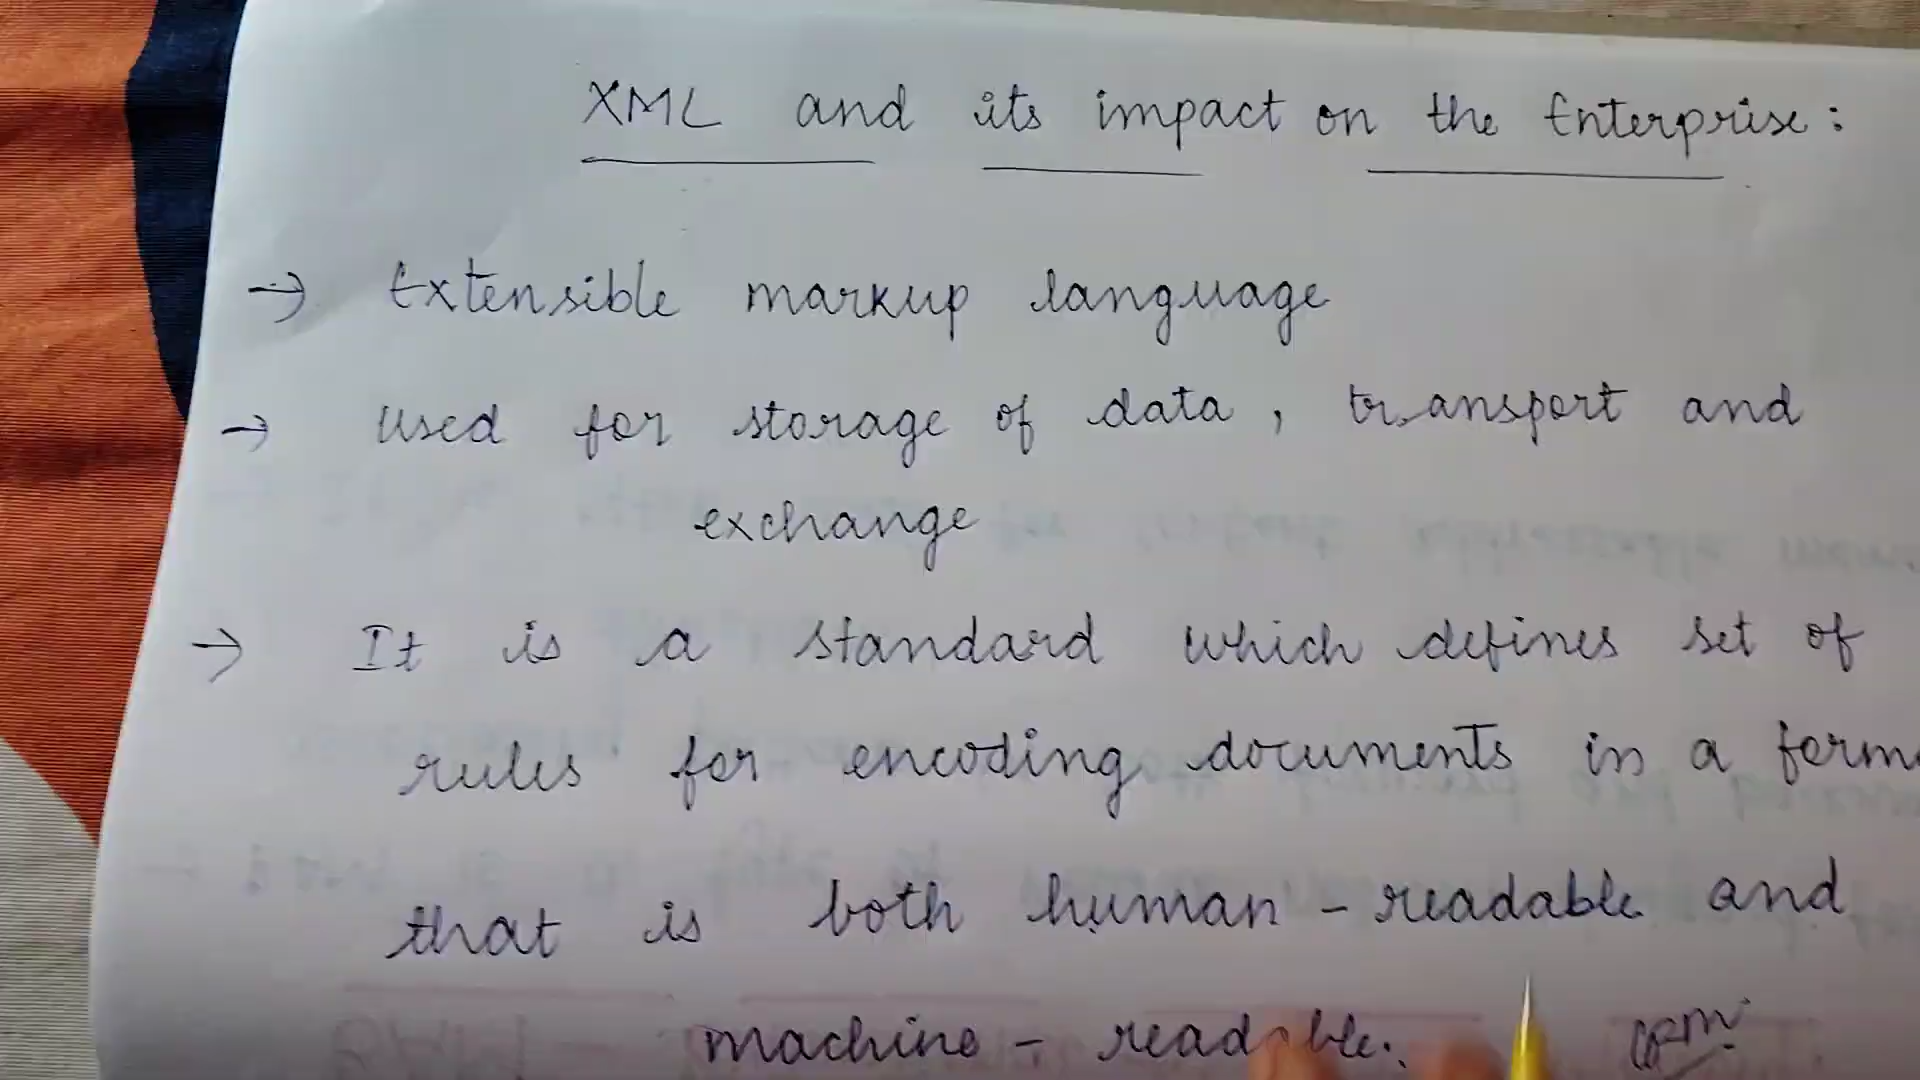 XML and its impact on the Enterprise:
→ Extensible markup language
→ Used for storage of data, transport and
exchange
→ It is a standard which defines set of
rules for encoding documents in a
that is both human-readable and
machine-readable.